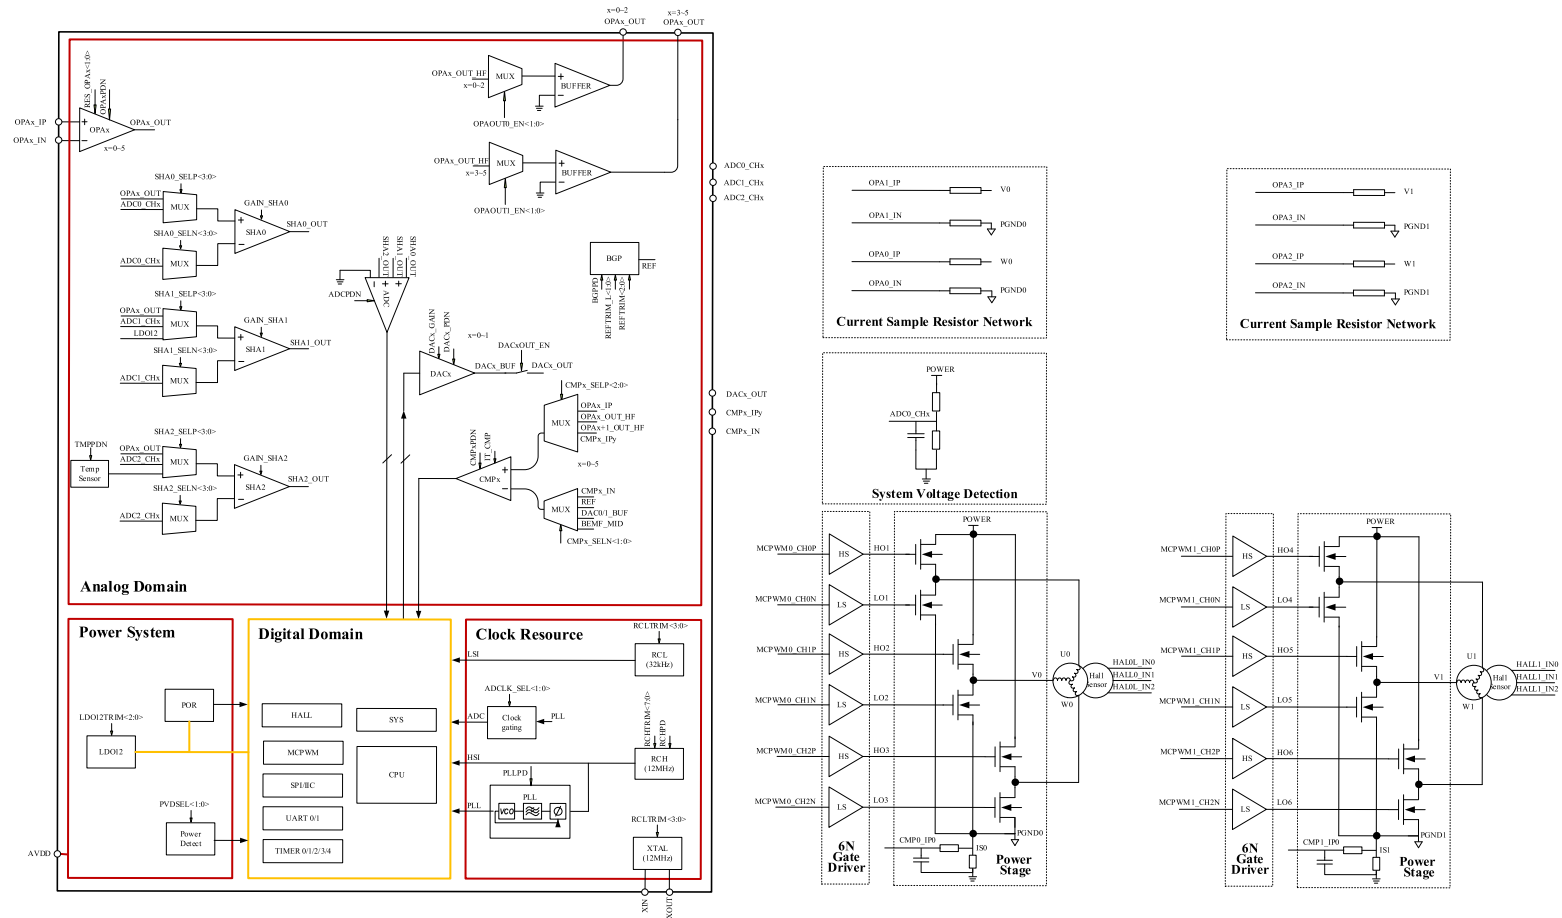 x=0~2
OPAx_OUT
x=3~5
OPAx_OUT
RES_OPAx<1:0>
OPAxPDN
OPAx_IP
OPAx_IN
OPAx
OPAx_OUT
x=0~5
OPAx_OUT_HF
x=0~2
MUX
BUFFER
OPAOUT0_EN<1:0>
OPAx_OUT_HF
x=3~5
MUX
BUFFER
OPAOUT1_EN<1:0>
SHA0_SELP<3:0>
OPAx_OUT
ADC0_CHx
MUX
GAIN_SHA0
SHA0
SHA0_OUT
SHA0_SELN<3:0>
ADC0_CHx
MUX
SHA1_SELP<3:0>
OPAx_OUT
ADC1_CHx
LDO12
MUX
GAIN_SHA1
SHA1
SHA1_OUT
SHA1_SELN<3:0>
ADC1_CHx
MUX
TMPPDN
Temp
Sensor
SHA2_SELP<3:0>
OPAx_OUT
ADC2_CHx
MUX
GAIN_SHA2
SHA2
SHA2_OUT
SHA2_SELN<3:0>
ADC2_CHx
MUX
SHA2_OUT
SHA1_OUT
SHA0_OUT
ADC
ADCPDN
BGP
REF
BGPPD
REFTRIM_L<1:0>
REFTRIM<2:0>
DACx_GAIN
DACx_PDN
x=0~1
DACx
DACx_BUF
DACxOUT_EN
DACx_OUT
CMPx_SELP<2:0>
MUX
OPAx_IP
OPAx_OUT_HF
OPAx+1_OUT_HF
CMPx_IPy
CMPxPDN
IT_CMP
CMPx
x=0~5
MUX
CMPx_IN
REF
DAC0/1_BUF
BEMF_MID
CMPx_SELN<1:0>
Analog Domain
ADC0_CHx
ADC1_CHx
ADC2_CHx
DACx_OUT
CMPx_IPy
CMPx_IN
Power System
POR
LDO12TRIM<2:0>
LDO12
PVDSEL<1:0>
Power
Detect
AVDD
Digital Domain
HALL
SYS
MCPWM
CPU
SPI/IIC
UART 0/1
TIMER 0/1/2/3/4
Clock Resource
RCLTRIM<3:0>
LSI
RCL
(32kHz)
ADCLK_SEL<1:0>
ADC
Clock
gating
PLL
RCHTRIM<7:0>
RCHPD
HSI
RCH
(12MHz)
PLLPD
PLL
PLL
VCO
RCLTRIM<3:0>
XTAL
(12MHz)
XIN
XOUT
OPA1_IP
V0
OPA1_IN
PGND0
OPA0_IP
W0
OPA0_IN
PGND0
Current Sample Resistor Network
OPA3_IP
V1
OPA3_IN
PGND1
OPA2_IP
W1
OPA2_IN
PGND1
Current Sample Resistor Network
POWER
ADC0_CHx
System Voltage Detection
POWER
MCPWM0_CH0P
HS
HO1
MCPWM0_CH0N
LS
LO1
MCPWM0_CH1P
HS
HO2
MCPWM0_CH1N
LS
LO2
MCPWM0_CH2P
HS
HO3
MCPWM0_CH2N
LS
LO3
U0
V0
W0
Hall
Sensor
HAL0L_IN0
HALL0_IN1
HAL0L_IN2
PGND0
CMP0_IP0
IS0
6N
Gate
Driver
Power
Stage
POWER
MCPWM1_CH0P
HS
HO4
MCPWM1_CH0N
LS
LO4
MCPWM1_CH1P
HS
HO5
MCPWM1_CH1N
LS
LO5
MCPWM1_CH2P
HS
HO6
MCPWM1_CH2N
LS
LO6
U1
V1
W1
Hall
Sensor
HALL1_IN0
HALL1_IN1
HALL1_IN2
PGND1
CMP1_IP0
IS1
6N
Gate
Driver
Power
Stage